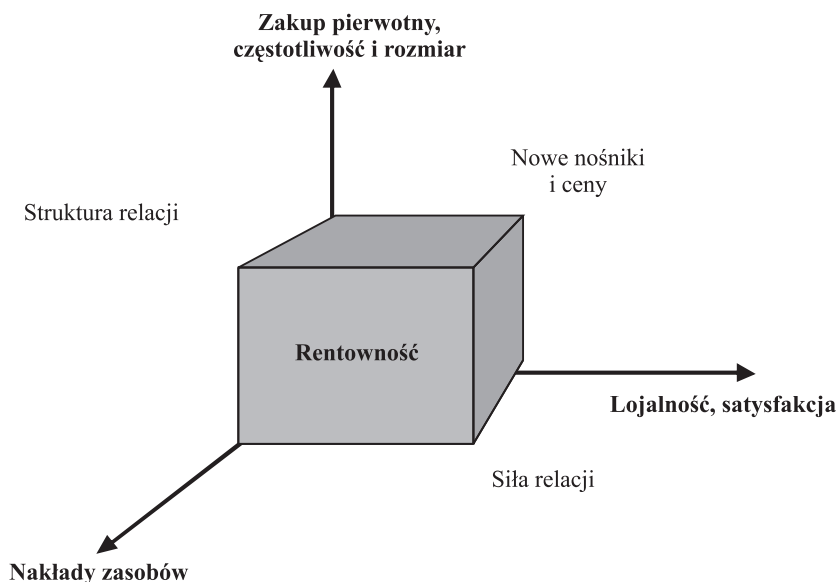 Zakup pierwotny,
częstotliwość i rozmiar
Nowe nośniki
i ceny
Struktura relacji
Rentowność
Lojalność, satysfakcja
Siła relacji
Nakłady zasobów